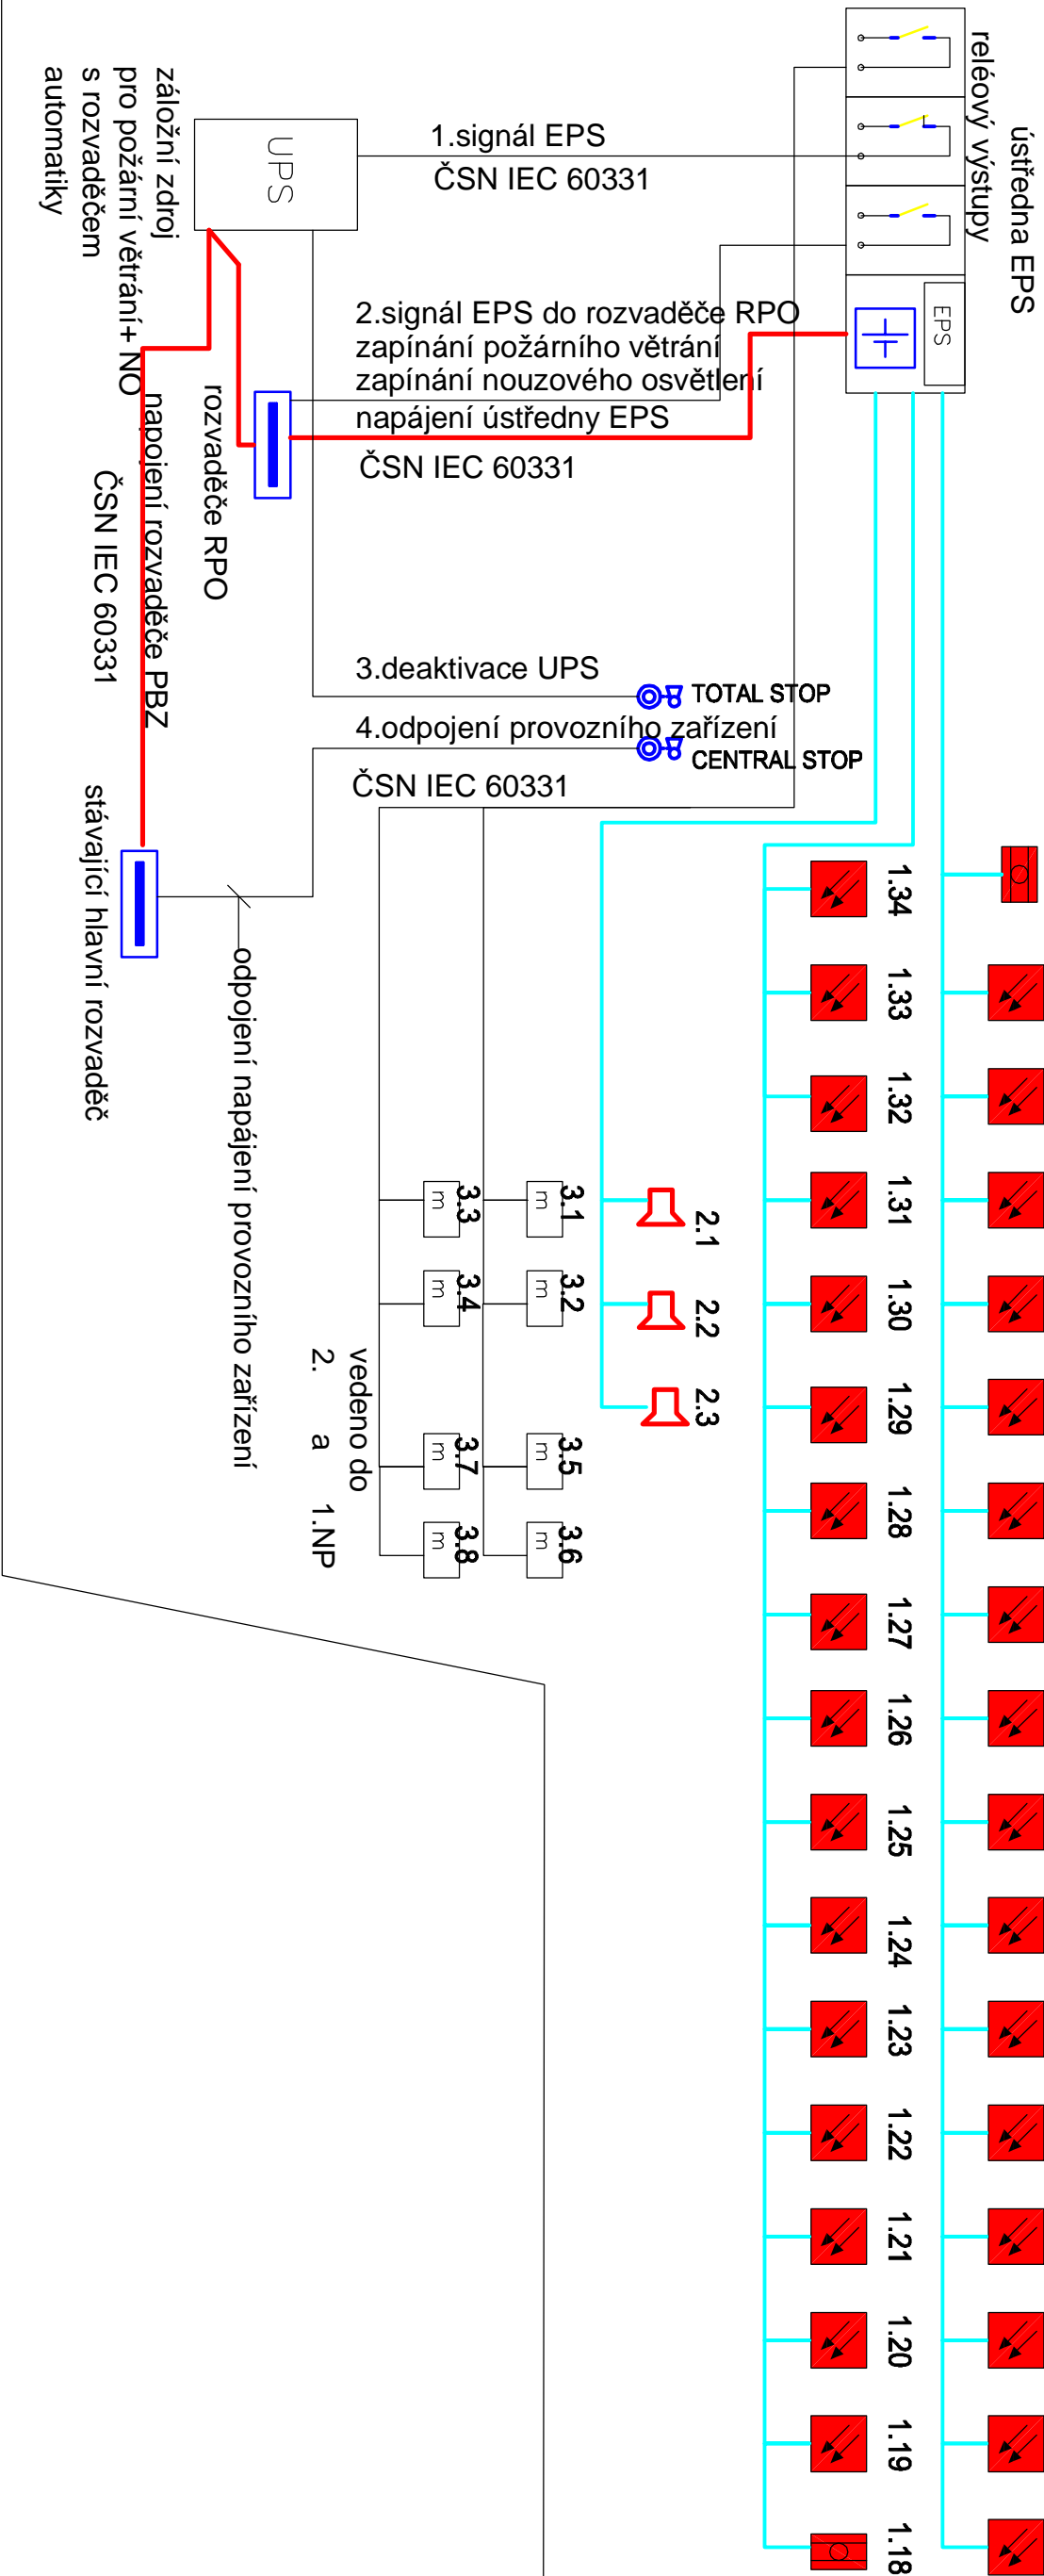 ústředna EPS
reléový výstupy
EPS
1.signál EPS
ČSN IEC 60331
UPS
záložní zdroj
pro požární větrání+ NO
s rozvaděčem
automatiky
2.signál EPS do rozvaděče RPO
zapínání požárního větrání
zapínání nouzového osvětlení
napájení ústředny EPS
ČSN IEC 60331
rozvaděče RPO
napojení rozvaděče PBZ
ČSN IEC 60331
3.deaktivace UPS
TOTAL STOP
4.odpojení provozního zařízení
CENTRAL STOP
ČSN IEC 60331
stávající hlavní rozvaděč
odpojení napájení provozního zařízení
1.34
1.33
1.32
1.31
1.30
1.29
1.28
1.27
1.26
1.25
1.24
1.23
1.22
1.21
1.20
1.19
1.18
2.1
2.2
2.3
3.1
m
3.2
m
3.5
m
3.6
m
3.3
m
3.4
m
3.7
m
3.8
m
vedeno do
2. a 1.NP